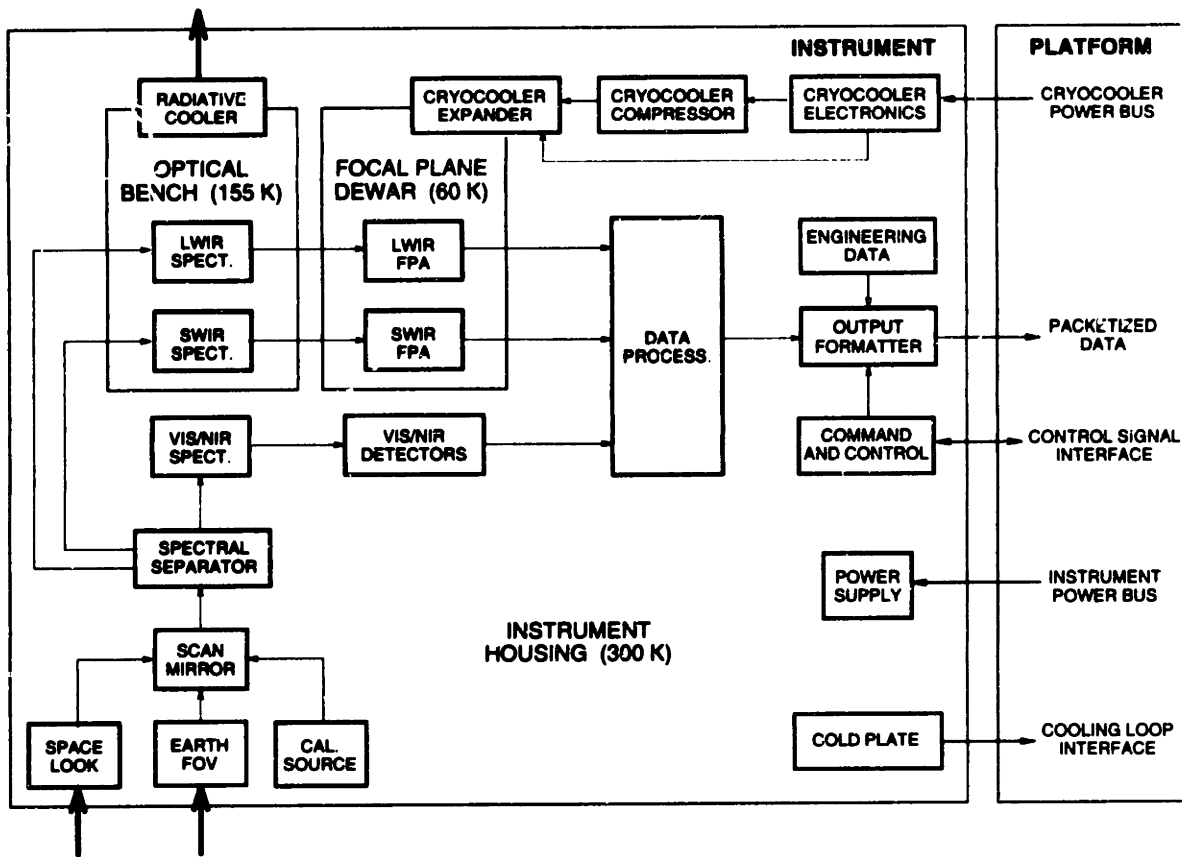 INSTRUMENT
PLATFORM
RADIATIVE
COOLER
CRYOCOOLER
EXPANDER
CRYOCOOLER
COMPRESSOR
CRYOCOOLER
ELECTRONICS
CRYOCOOLER
POWER BUS
OPTICAL
BENCH (155 K)
FOCAL PLANE
DEWAR (60 K)
LWIR
SPECT.
LWIR
FPA
ENGINEERING
DATA
SWIR
SPECT.
SWIR
FPA
DATA
PROCESS.
OUTPUT
FORMATTER
PACKETIZED
DATA
VIS/NIR
SPECT.
VIS/NIR
DETECTORS
COMMAND
AND CONTROL
CONTROL SIGNAL
INTERFACE
SPECTRAL
SEPARATOR
POWER
SUPPLY
INSTRUMENT
POWER BUS
SCAN
MIRROR
INSTRUMENT
HOUSING (300 K)
SPACE
LOOK
EARTH
FOV
CAL.
SOURCE
COLD PLATE
COOLING LOOP
INTERFACE